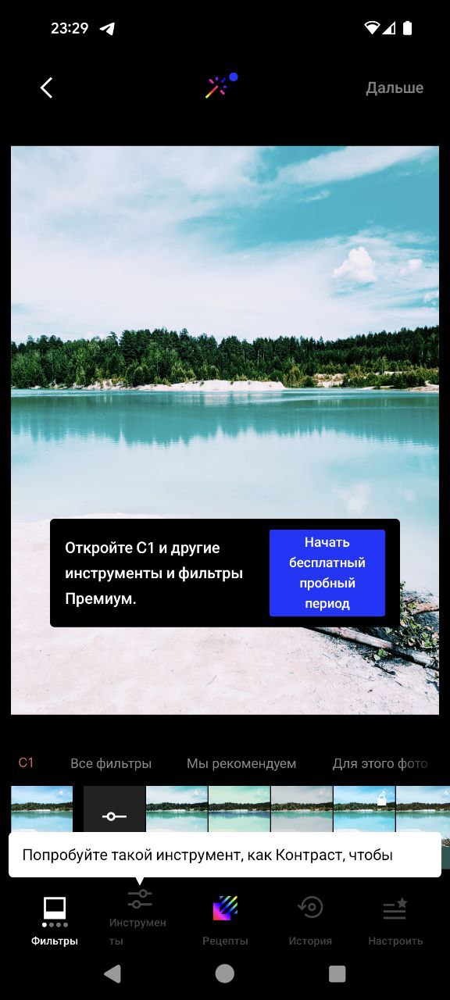 23:29
Дальше
Откройте C1 и другие
инструменты и фильтры
Премиум.
Начать
бесплатный
пробный
период
C1
Все фильтры
Мы рекомендуем
Для этого фото
Попробуйте такой инструмент, как Контраст, чтобы
Фильтры
Инструмен
ты
Рецепты
История
Настроить